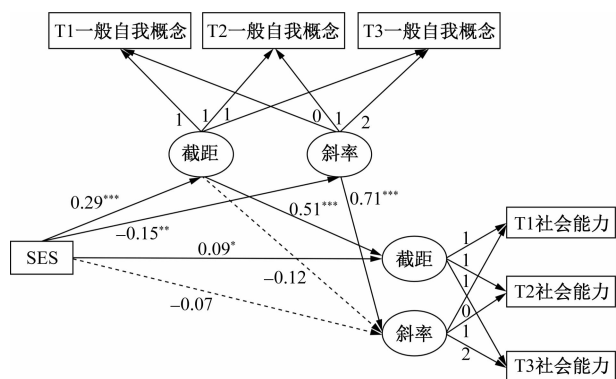 T1一般自我概念
T2一般自我概念
T3一般自我概念
1
1
1
0
1
2
截距
斜率
0.29***
0.51***
0.71***
-0.15**
SES
0.09*
-0.12
-0.07
截距
斜率
1
1
1
0
1
2
T1社会能力
T2社会能力
T3社会能力